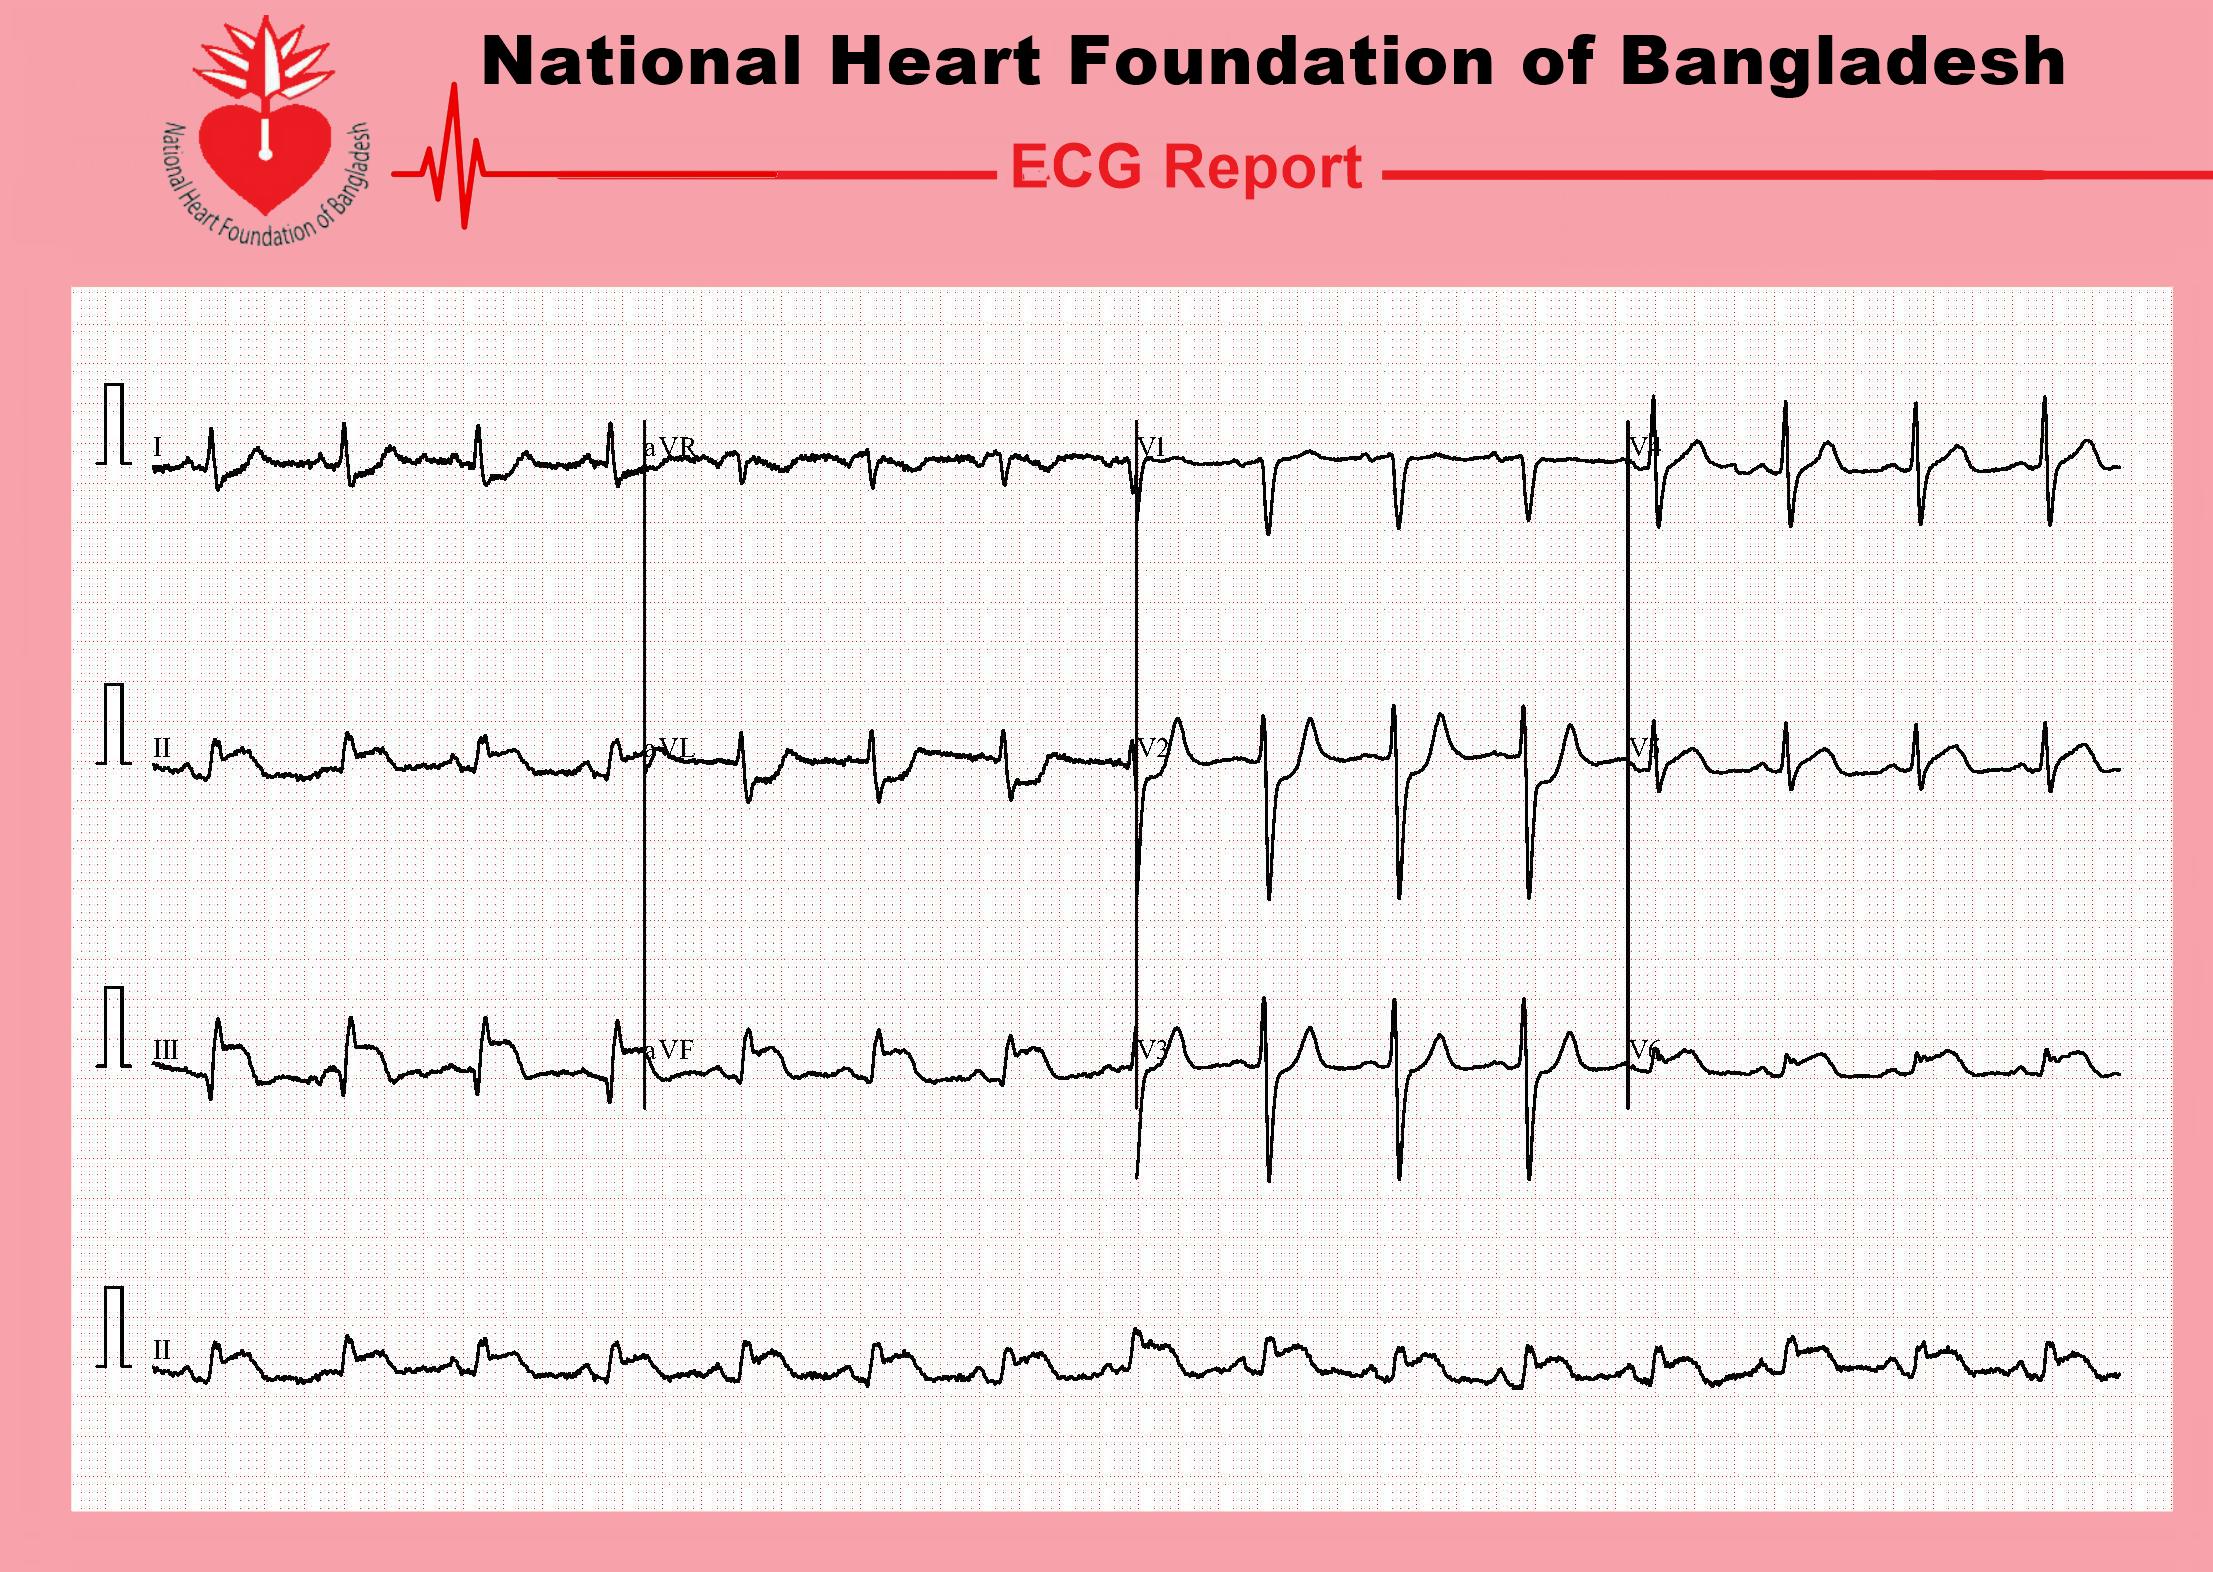 National Heart Foundation of Bangladesh
National Heart Foundation of Bangladesh
ECG Report
I
aVR
V1
V4
II
aVL
V2
V5
III
aVF
V3
V6
II